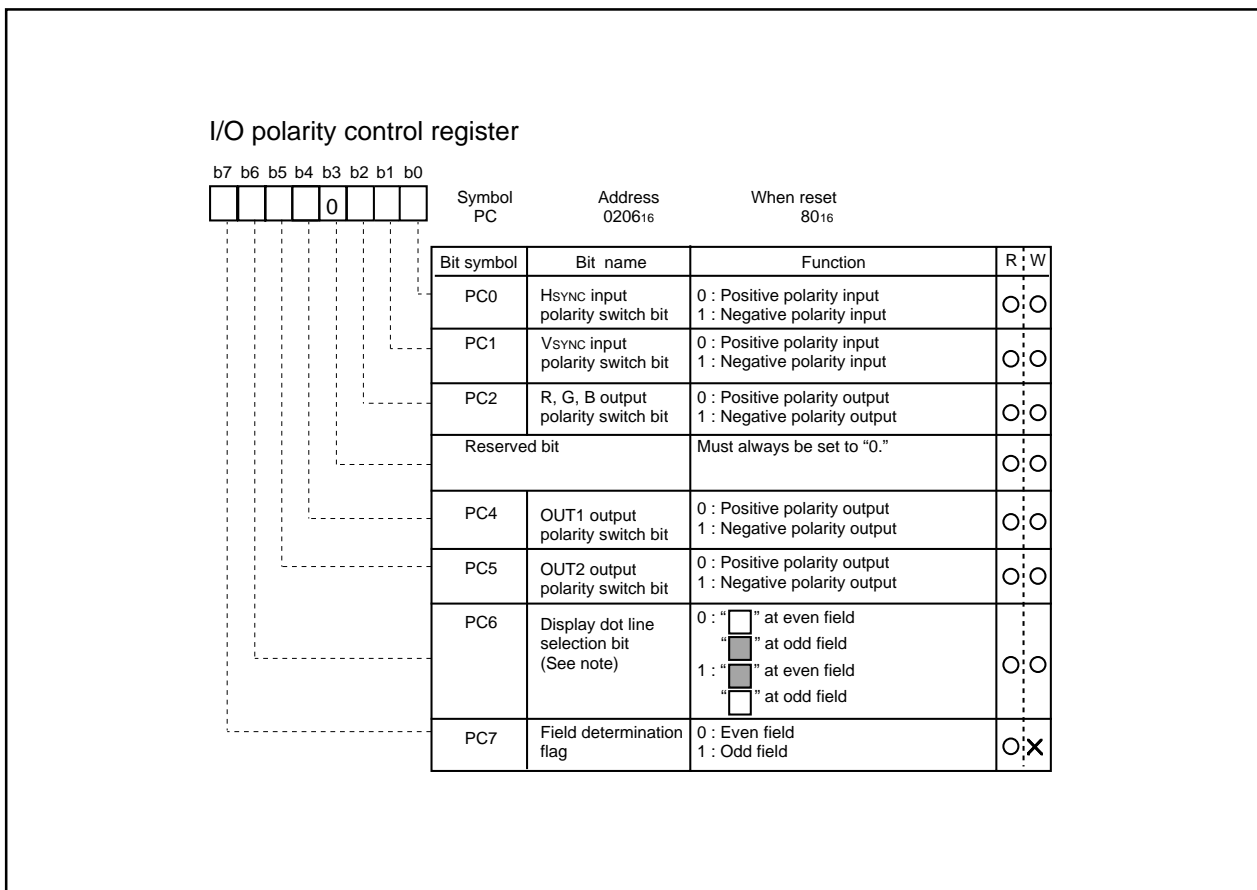 I/O polarity control register
b7 b6 b5 b4 b3 b2 b1 b0
0
Symbol Address When reset
PC 020616 8016
Bit symbol Bit name Function R W
PC0 HSYNC input 0 : Positive polarity input
polarity switch bit 1 : Negative polarity input
PC1 VSYNC input 0 : Positive polarity input
polarity switch bit 1 : Negative polarity input
PC2 R, G, B output 0 : Positive polarity output
polarity switch bit 1 : Negative polarity output
Reserved bit Must always be set to “0.”
PC4 OUT1 output 0 : Positive polarity output
polarity switch bit 1 : Negative polarity output
PC5 OUT2 output 0 : Positive polarity output
polarity switch bit 1 : Negative polarity output
PC6 Display dot line 0 : “ ” at even field
selection bit “ ” at odd field
(See note) 1 : “ ” at even field
“ ” at odd field
PC7 Field determination 0 : Even field
flag 1 : Odd field